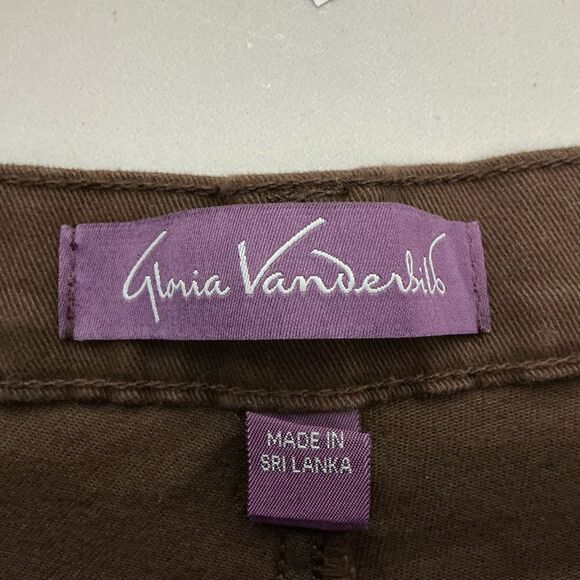 Gloria Vanderbilt
MADE IN
SRI LANKA